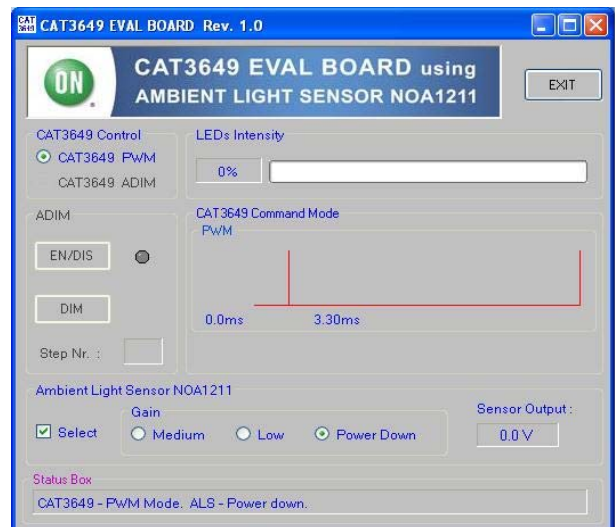 CAT
3649
CAT3649 EVAL BOARD Rev. 1.0
ON
CAT3649 EVAL BOARD using
AMBIENT LIGHT SENSOR NOA1211
EXIT
CAT3649 Control
CAT3649 PWM
CAT3649 ADIM
LEDs Intensity
0%
ADIM
EN/DIS
DIM
Step Nr. :
CAT3649 Command Mode
PWM
0.0ms 3.30ms
Ambient Light Sensor NOA1211
Select
Gain
Medium Low Power Down
Sensor Output :
0.0 V
Status Box
CAT3649 - PWM Mode. ALS - Power down.